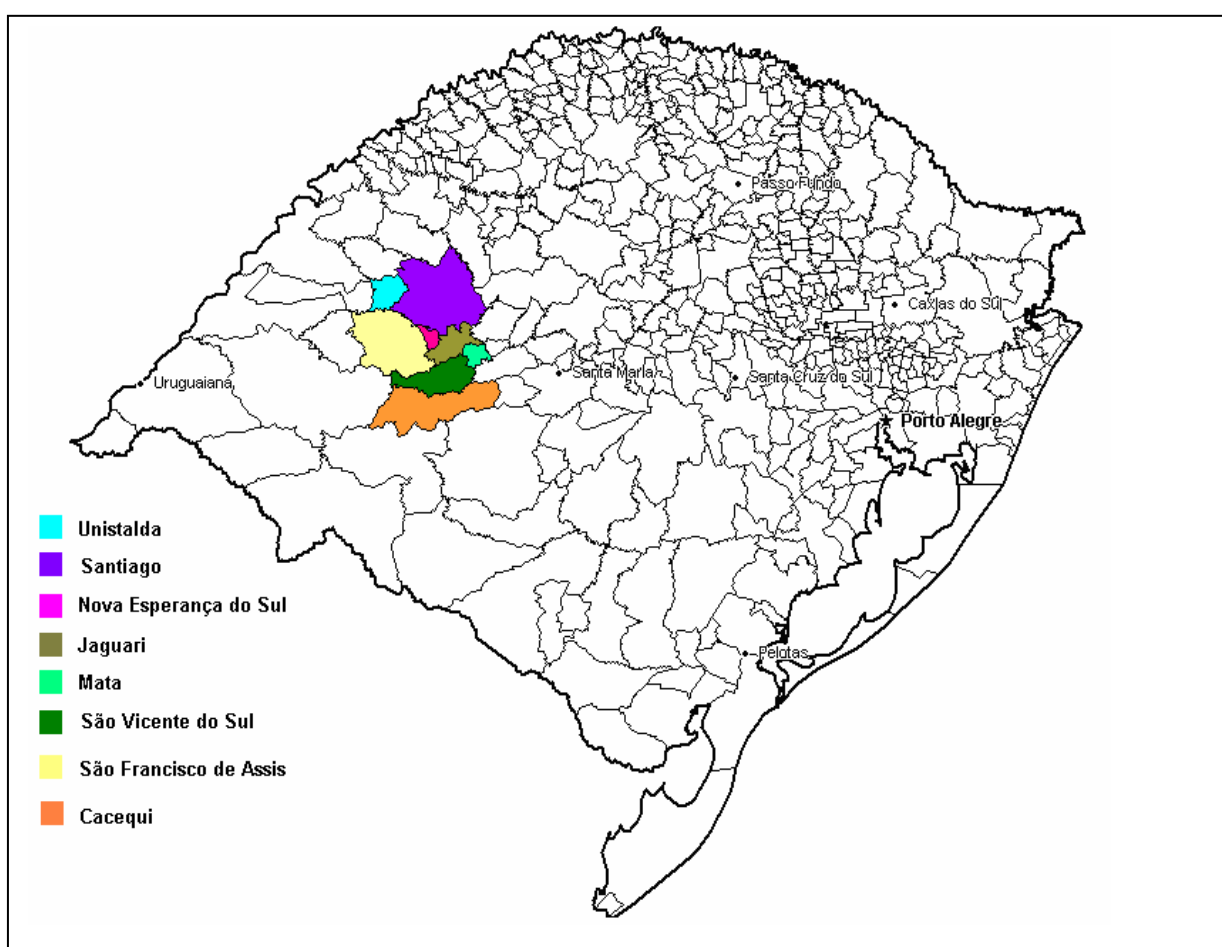 Passo Fundo
Caxias do Sul
Uruguaiana
Santa Maria
Santa Cruz do Sul
Porto Alegre
Unistalda
Santiago
Nova Esperança do Sul
Jaguari
Pelotas
Mata
São Vicente do Sul
São Francisco de Assis
Cacequi